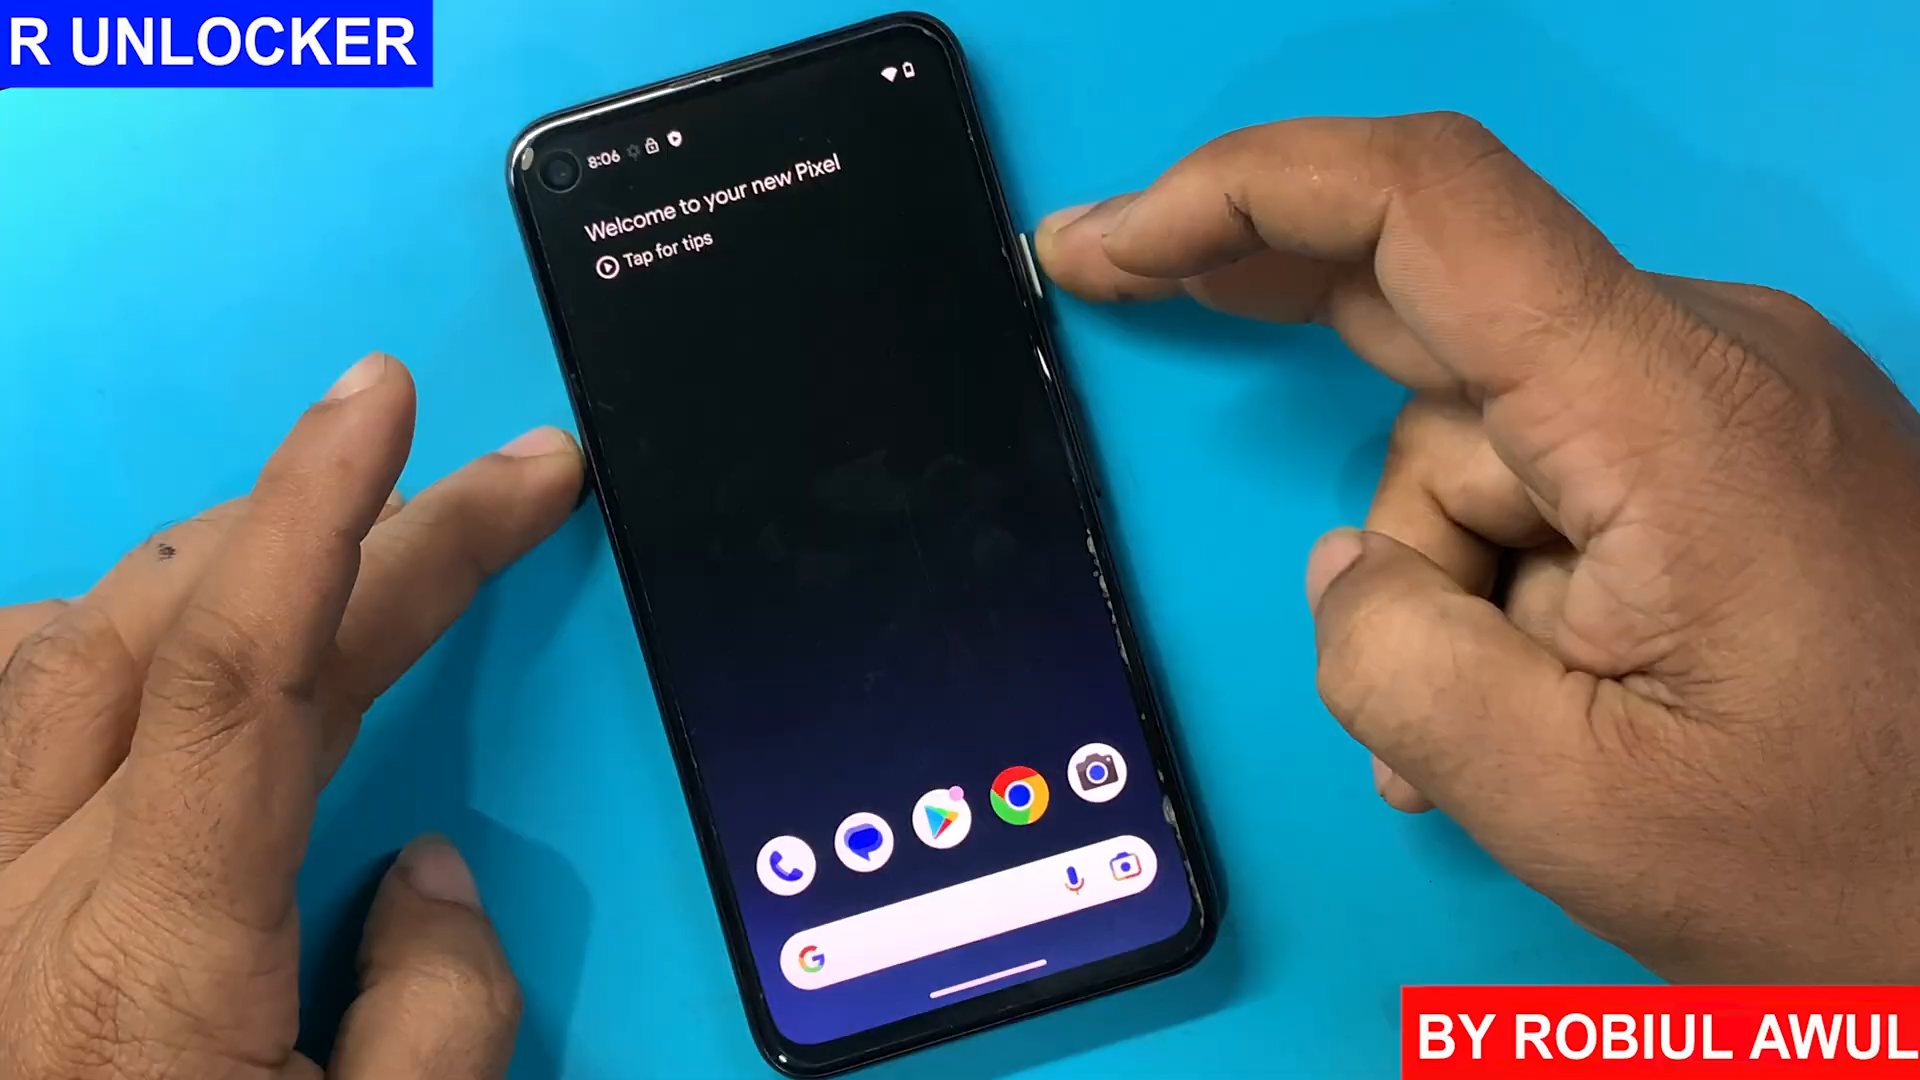 R UNLOCKER
8:06
Welcome to your new Pixel
Tap for tips
G
BY ROBIUL AWUL